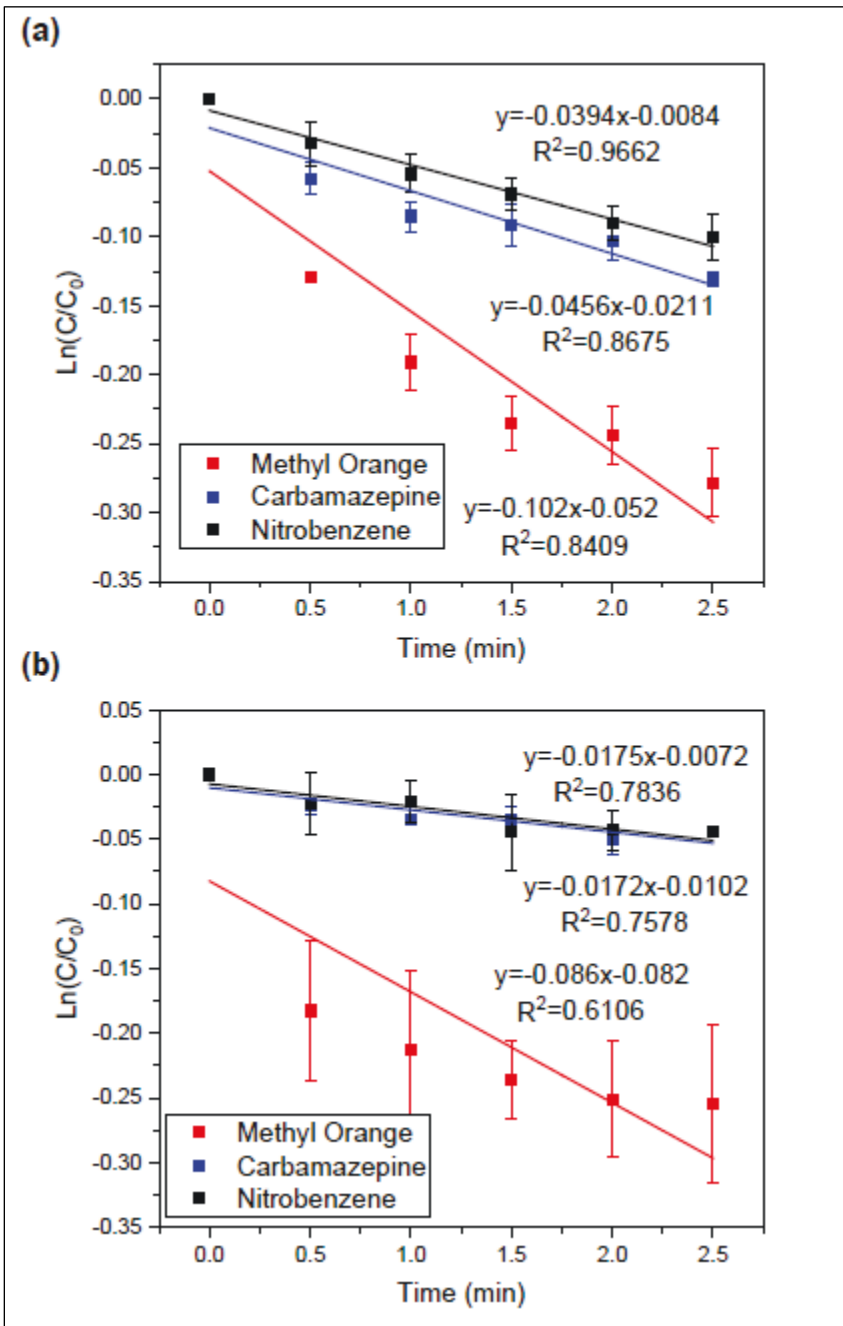 (a)
0.00
-0.05
-0.10
-0.15
-0.20
-0.25
-0.30
-0.35
Ln(C/C₀)
y=-0.0394x-0.0084
R²=0.9662
y=-0.0456x-0.0211
R²=0.8675
y=-0.102x-0.052
R²=0.8409
Methyl Orange
Carbamazepine
Nitrobenzene
0.0 0.5 1.0 1.5 2.0 2.5
Time (min)
(b)
0.05
0.00
-0.05
-0.10
-0.15
-0.20
-0.25
-0.30
-0.35
Ln(C/C₀)
y=-0.0175x-0.0072
R²=0.7836
y=-0.0172x-0.0102
R²=0.7578
y=-0.086x-0.082
R²=0.6106
Methyl Orange
Carbamazepine
Nitrobenzene
0.0 0.5 1.0 1.5 2.0 2.5
Time (min)